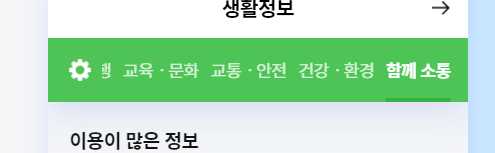 생활정보
교육 · 문화 교통 · 안전 건강 · 환경 함께 소통
이용이 많은 정보